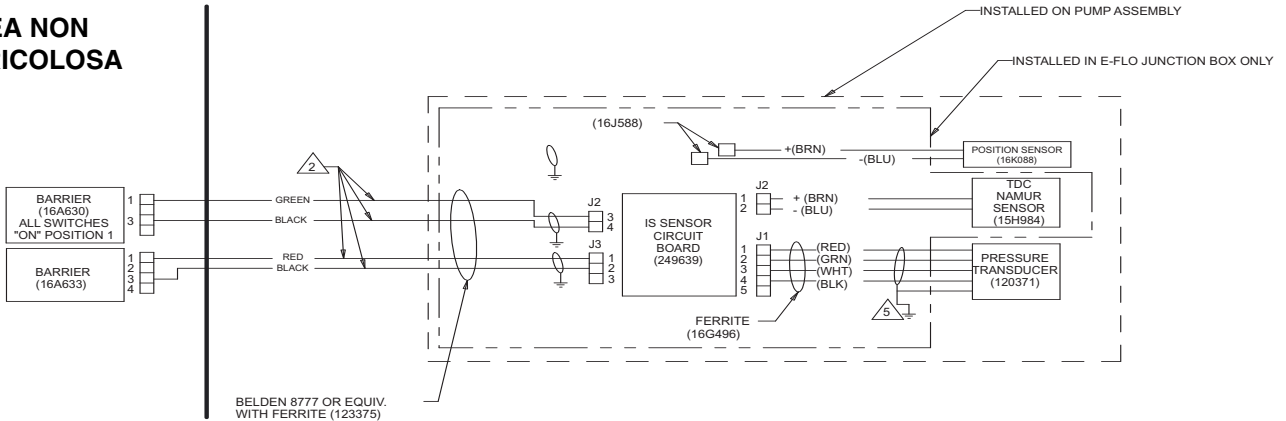 EA NON
RICOLOSA
INSTALLED ON PUMP ASSEMBLY
INSTALLED IN E-FLO JUNCTION BOX ONLY
(16J588)
+(BRN)
-(BLU)
POSITION SENSOR
(16K088)
2
BARRIER
(16A630)
ALL SWITCHES
"ON" POSITION 1
1
3
GREEN
BLACK
J2
3
4
IS SENSOR
CIRCUIT
BOARD
(249639)
J2
1
2
+ (BRN)
- (BLU)
TDC
NAMUR
SENSOR
(15H984)
BARRIER
(16A633)
1
2
3
4
RED
BLACK
J3
1
2
3
J1
1
2
3
4
5
(RED)
(GRN)
(WHT)
(BLK)
PRESSURE
TRANSDUCER
(120371)
5
FERRITE
(16G496)
BELDEN 8777 OR EQUIV.
WITH FERRITE (123375)